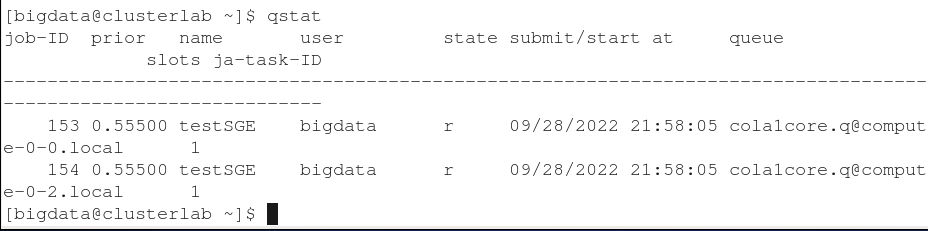 [bigdata@clusterlab ~]$ qstat
job-ID  prior   name       user         state submit/start at     queue
             slots ja-task-ID
------------------------------------------------------------------------------------
-----------------------------
    153 0.55500 testSGE    bigdata      r     09/28/2022 21:58:05 cola1core.q@comput
e-0-0.local      1
    154 0.55500 testSGE    bigdata      r     09/28/2022 21:58:05 cola1core.q@comput
e-0-2.local      1
[bigdata@clusterlab ~]$